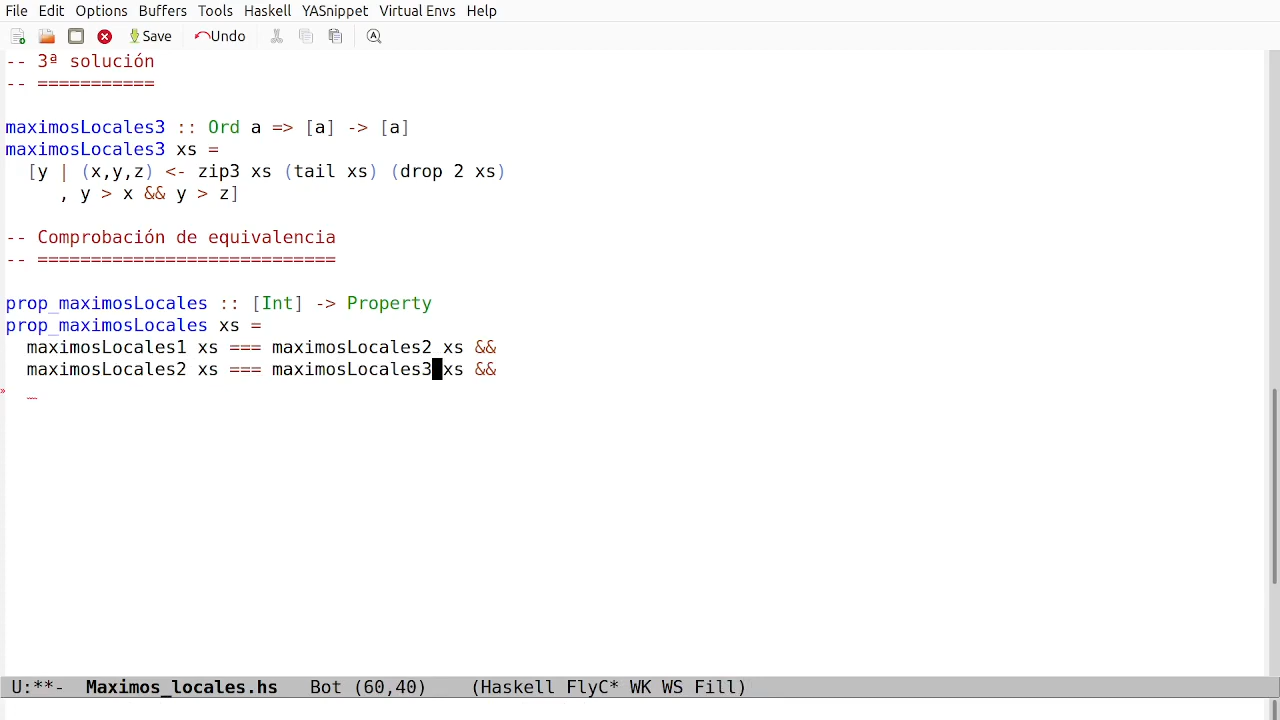 File Edit Options Buffers Tools Haskell YASnippet Virtual Envs Help
Save Undo
-- 3ª solución
-- ===========
maximosLocales3 :: Ord a => [a] -> [a]
maximosLocales3 xs =
  [y | (x,y,z) <- zip3 xs (tail xs) (drop 2 xs)
     , y > x && y > z]
-- Comprobación de equivalencia
-- ============================
prop_maximosLocales :: [Int] -> Property
prop_maximosLocales xs =
  maximosLocales1 xs === maximosLocales2 xs &&
  maximosLocales2 xs === maximosLocales3 xs &&
U:**-  Maximos_locales.hs   Bot (60,40)    (Haskell FlyC* WK WS Fill)